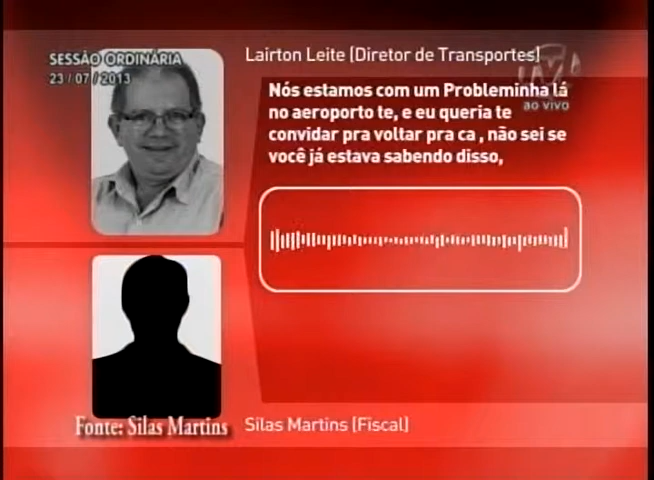 SESSÃO ORDINÁRIA
23/07/2013
Lairton Leite [Diretor de Transportes]
Nós estamos com um Probleminha lá
no aeroporto te, e eu queria te
convidar pra voltar pra ca , não sei se
você já estava sabendo disso,
ao vivo
Fonte: Silas Martins
Silas Martins [Fiscal]